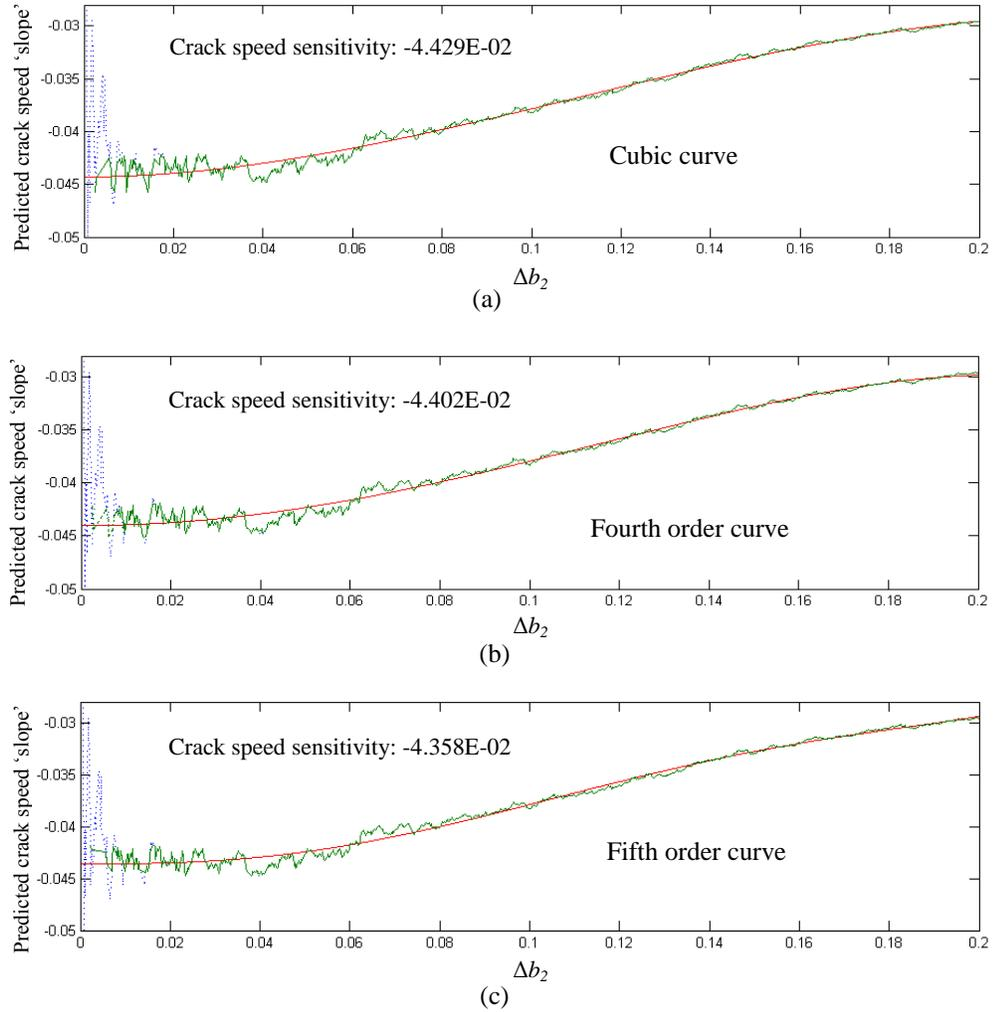 Predicted crack speed ‘slope’
-0.03
-0.035
-0.04
-0.045
-0.05
Crack speed sensitivity: -4.429E-02
Cubic curve
0 0.02 0.04 0.06 0.08 0.1 0.12 0.14 0.16 0.18 0.2
Δb2
(a)
Predicted crack speed ‘slope’
-0.03
-0.035
-0.04
-0.045
-0.05
Crack speed sensitivity: -4.402E-02
Fourth order curve
0 0.02 0.04 0.06 0.08 0.1 0.12 0.14 0.16 0.18 0.2
Δb2
(b)
Predicted crack speed ‘slope’
-0.03
-0.035
-0.04
-0.045
-0.05
Crack speed sensitivity: -4.358E-02
Fifth order curve
0 0.02 0.04 0.06 0.08 0.1 0.12 0.14 0.16 0.18 0.2
Δb2
(c)